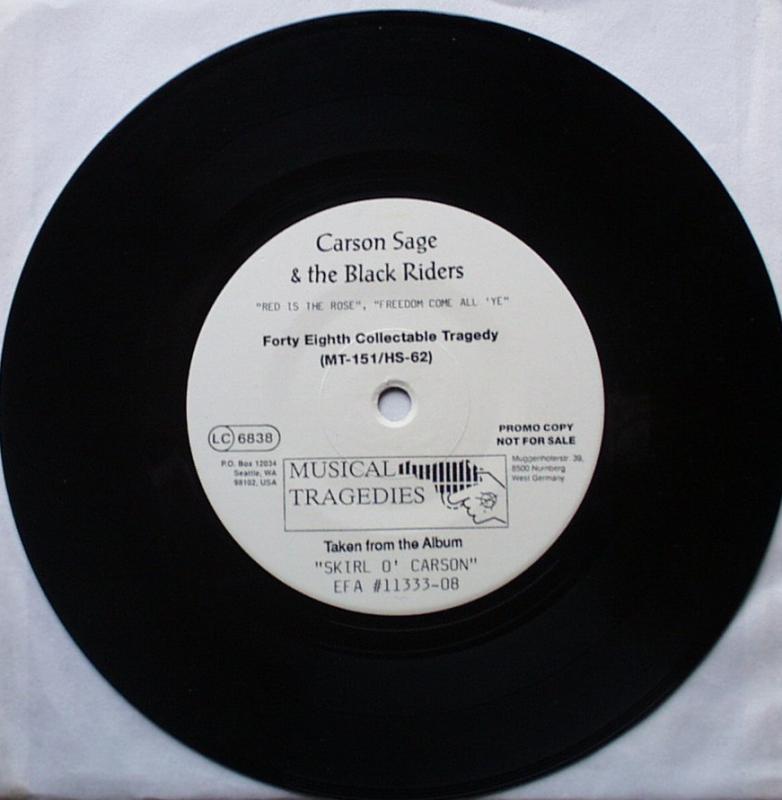 Carson Sage
& the Black Riders
"RED IS THE ROSE", "FREEDOM COME ALL 'YE"
Forty Eighth Collectable Tragedy
(MT-151/HS-62)
LC 6838
PROMO COPY
NOT FOR SALE
P.O. Box 12034
Seattle, WA
98102, USA
MUSICAL
TRAGEDIES
Muggenhoferstr. 39,
8500 Nürnberg
West Germany
Taken from the Album
"SKIRL O' CARSON"
EFA #11333-08